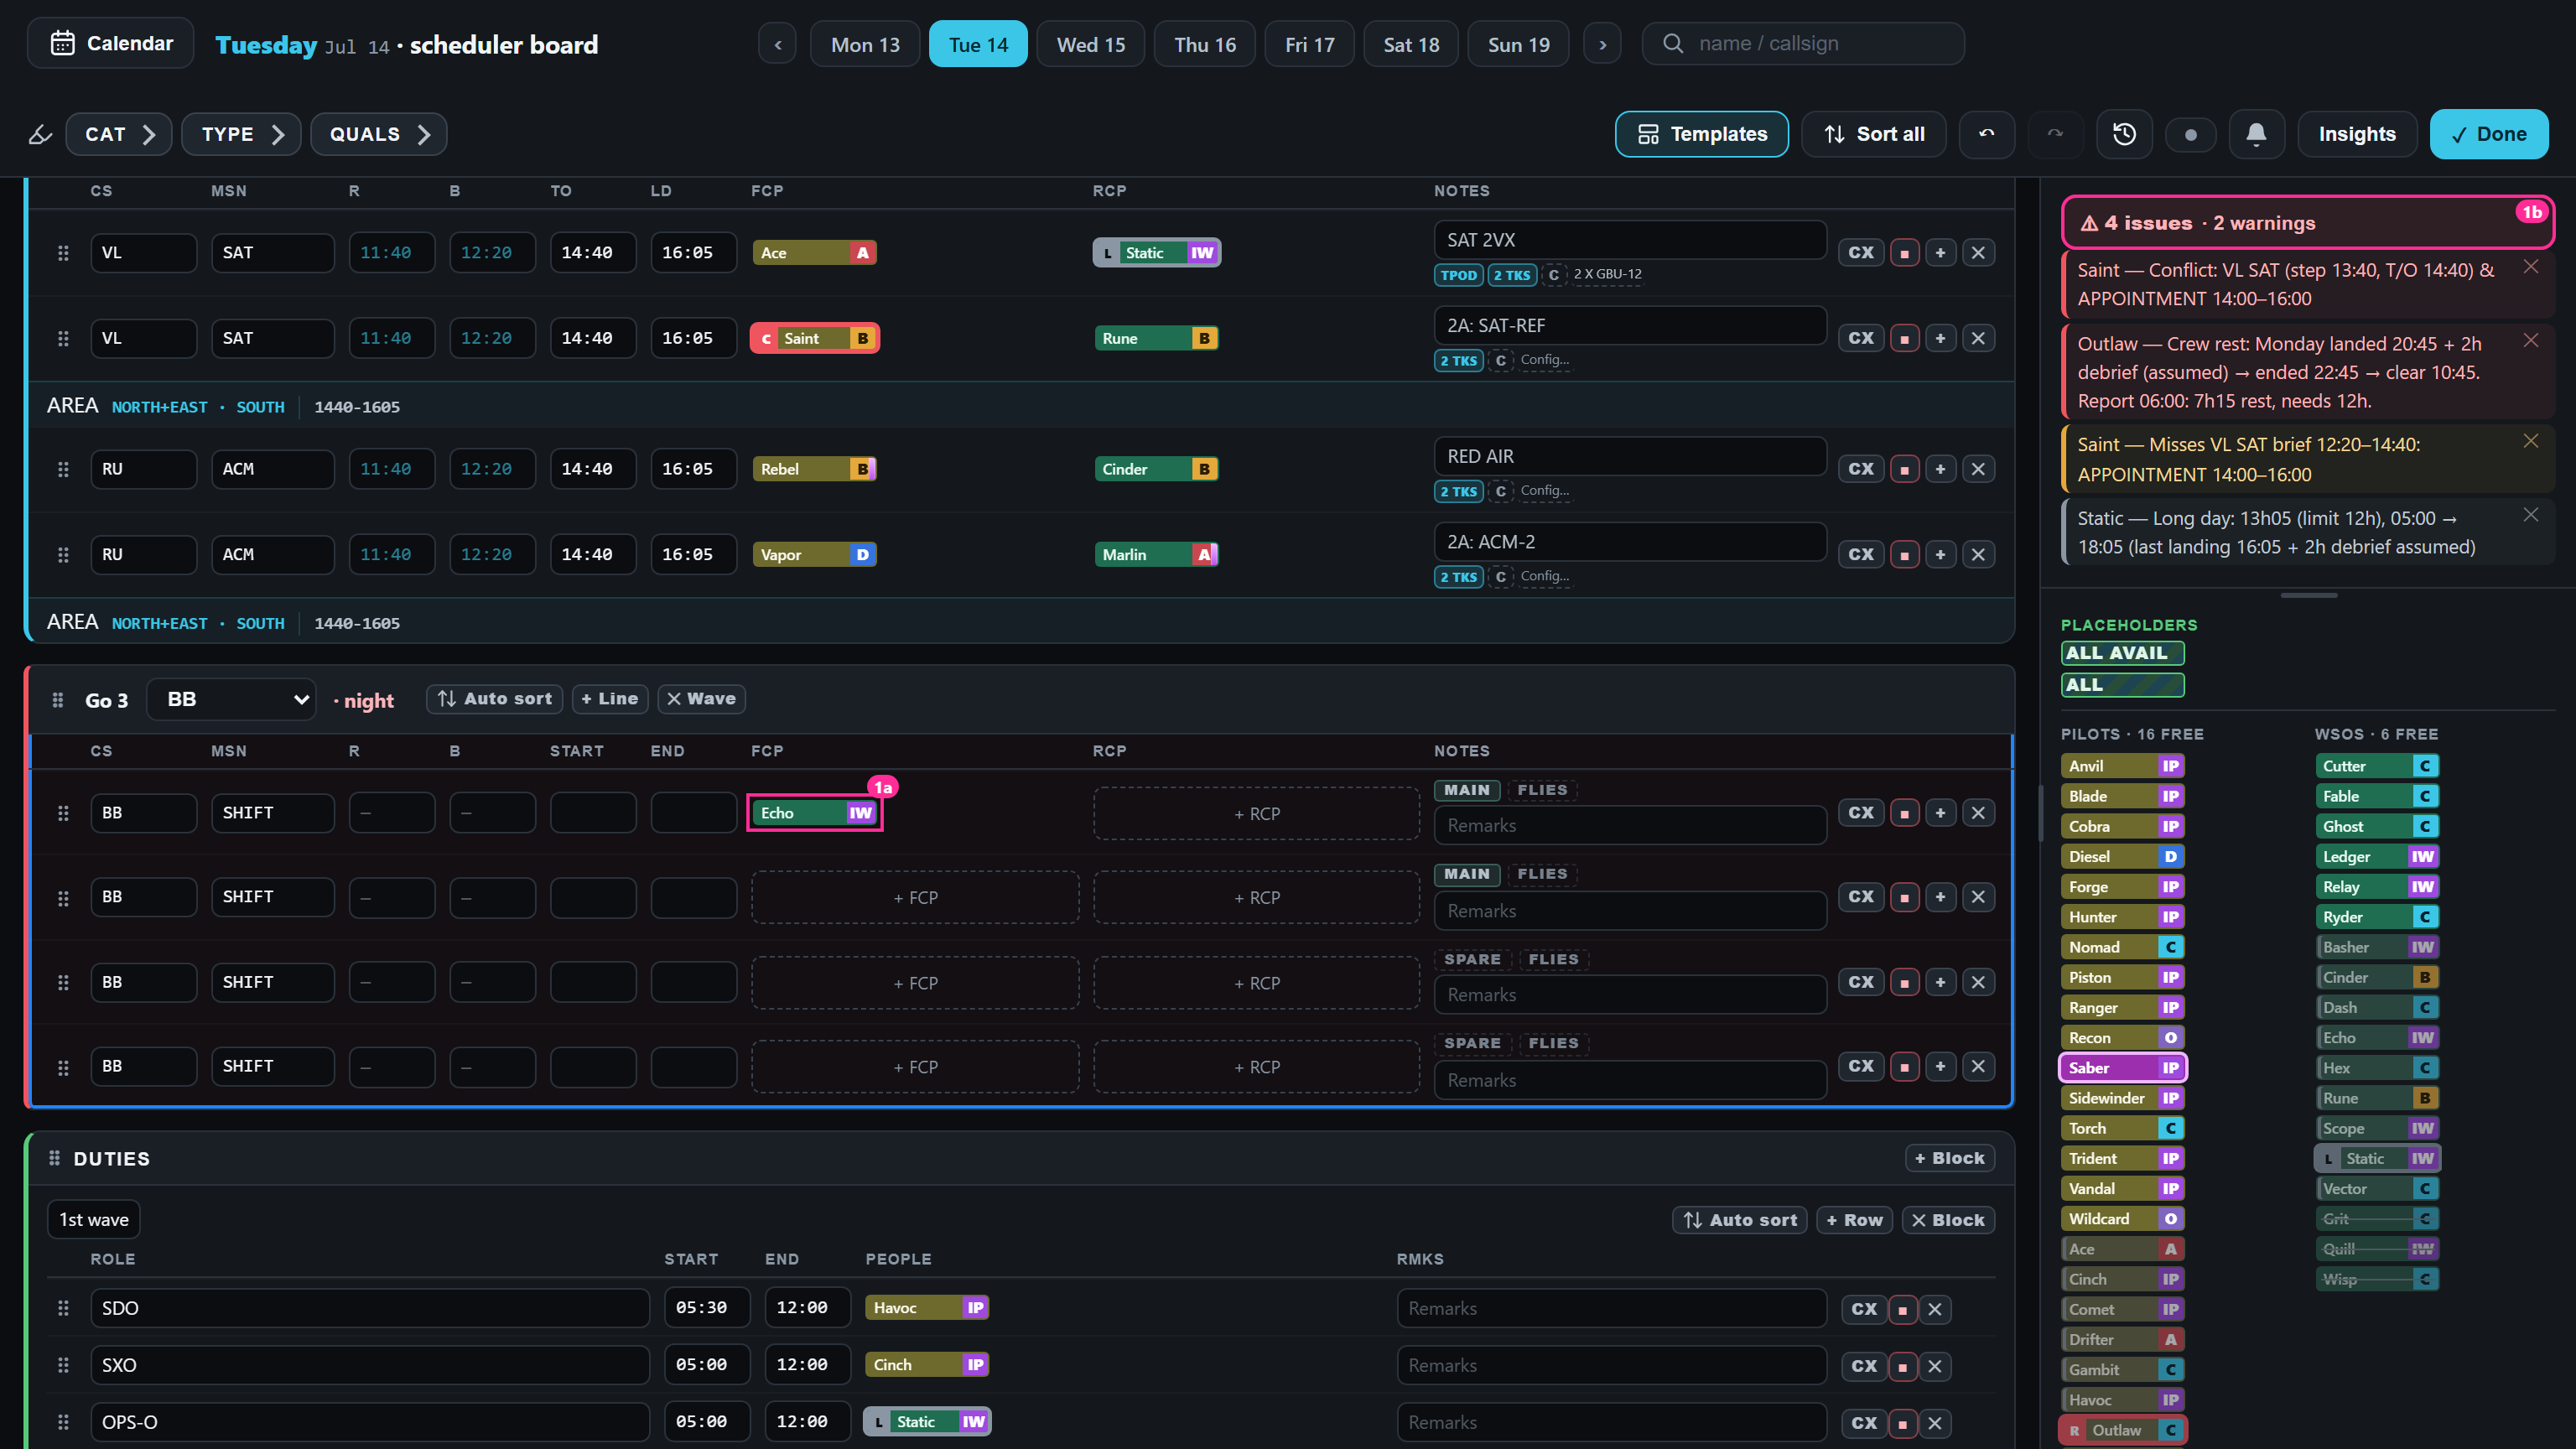 Calendar
Tuesday Jul 14 · scheduler board
‹
Mon 13
Tue 14
Wed 15
Thu 16
Fri 17
Sat 18
Sun 19
›
name / callsign
CAT
TYPE
QUALS
Templates
Sort all
Insights
✓ Done
CS MSN R B TO LD FCP RCP NOTES
VL SAT 11:40 12:20 14:40 16:05 Ace A L Static IW SAT 2VX CX + ✕
TPOD 2 TKS C 2 X GBU-12
VL SAT 11:40 12:20 14:40 16:05 C Saint B Rune B 2A: SAT-REF CX + ✕
2 TKS C Config...
AREA NORTH+EAST · SOUTH 1440-1605
RU ACM 11:40 12:20 14:40 16:05 Rebel B Cinder B RED AIR CX + ✕
2 TKS C Config...
RU ACM 11:40 12:20 14:40 16:05 Vapor D Marlin A 2A: ACM-2 CX + ✕
2 TKS C Config...
AREA NORTH+EAST · SOUTH 1440-1605
Go 3 BB · night Auto sort + Line ✕ Wave
CS MSN R B START END FCP RCP NOTES
1a
BB SHIFT – – Echo IW + RCP MAIN FLIES CX + ✕
Remarks
BB SHIFT – – + FCP + RCP MAIN FLIES CX + ✕
Remarks
BB SHIFT – – + FCP + RCP SPARE FLIES CX + ✕
Remarks
BB SHIFT – – + FCP + RCP SPARE FLIES CX + ✕
Remarks
DUTIES + Block
1st wave Auto sort + Row ✕ Block
ROLE START END PEOPLE RMKS
SDO 05:30 12:00 Havoc IP Remarks CX ✕
SXO 05:00 12:00 Cinch IP Remarks CX ✕
OPS-O 05:00 12:00 L Static IW Remarks CX ✕
⚠ 4 issues · 2 warnings 1b
Saint — Conflict: VL SAT (step 13:40, T/O 14:40) &
APPOINTMENT 14:00–16:00
Outlaw — Crew rest: Monday landed 20:45 + 2h
debrief (assumed) → ended 22:45 → clear 10:45.
Report 06:00: 7h15 rest, needs 12h.
Saint — Misses VL SAT brief 12:20–14:40:
APPOINTMENT 14:00–16:00
Static — Long day: 13h05 (limit 12h), 05:00 →
18:05 (last landing 16:05 + 2h debrief assumed)
PLACEHOLDERS
ALL AVAIL
ALL
PILOTS · 16 FREE
Anvil IP
Blade IP
Cobra IP
Diesel D
Forge IP
Hunter IP
Nomad C
Piston IP
Ranger IP
Recon O
Saber IP
Sidewinder IP
Torch C
Trident IP
Vandal IP
Wildcard O
Ace A
Cinch IP
Comet IP
Drifter A
Gambit C
Havoc IP
R Outlaw C
WSOS · 6 FREE
Cutter C
Fable C
Ghost C
Ledger IW
Relay IW
Ryder C
Basher IW
Cinder B
Dash C
Echo IW
Hex C
Rune B
Scope IW
L Static IW
Vector C
Grit C
Quill IW
Wisp C